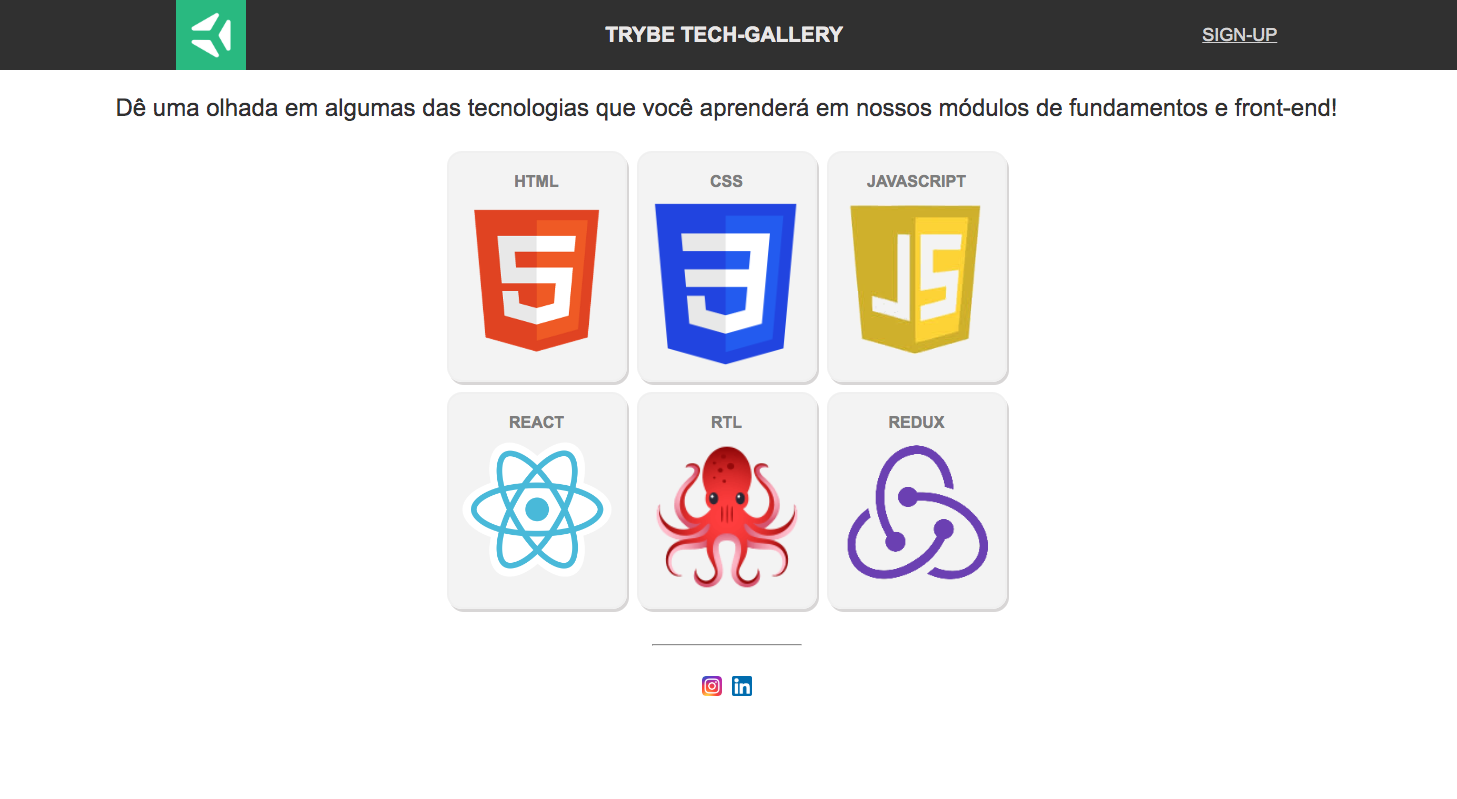 TRYBE TECH-GALLERY
SIGN-UP
Dê uma olhada em algumas das tecnologias que você aprenderá em nossos módulos de fundamentos e front-end!
HTML
CSS
JAVASCRIPT
5
3
JS
REACT
RTL
REDUX
in